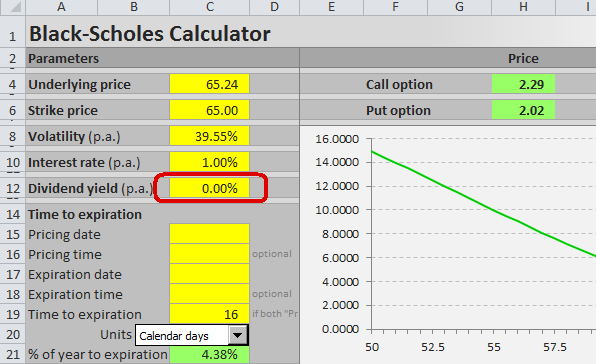 A B C D E F G H I
1 Black-Scholes Calculator
2 Parameters Price
4 Underlying price 65.24 Call option 2.29
6 Strike price 65.00 Put option 2.02
8 Volatility (p.a.) 39.55%
10 Interest rate (p.a.) 1.00%
12 Dividend yield (p.a.) 0.00%
14 Time to expiration
15 Pricing date
16 Pricing time optional
17 Expiration date
18 Expiration time optional
19 Time to expiration 16 if both "Pr
20 Units Calendar days
21 % of year to expiration 4.38%
16.0000
14.0000
12.0000
10.0000
8.0000
6.0000
4.0000
2.0000
0.0000
50 52.5 55 57.5